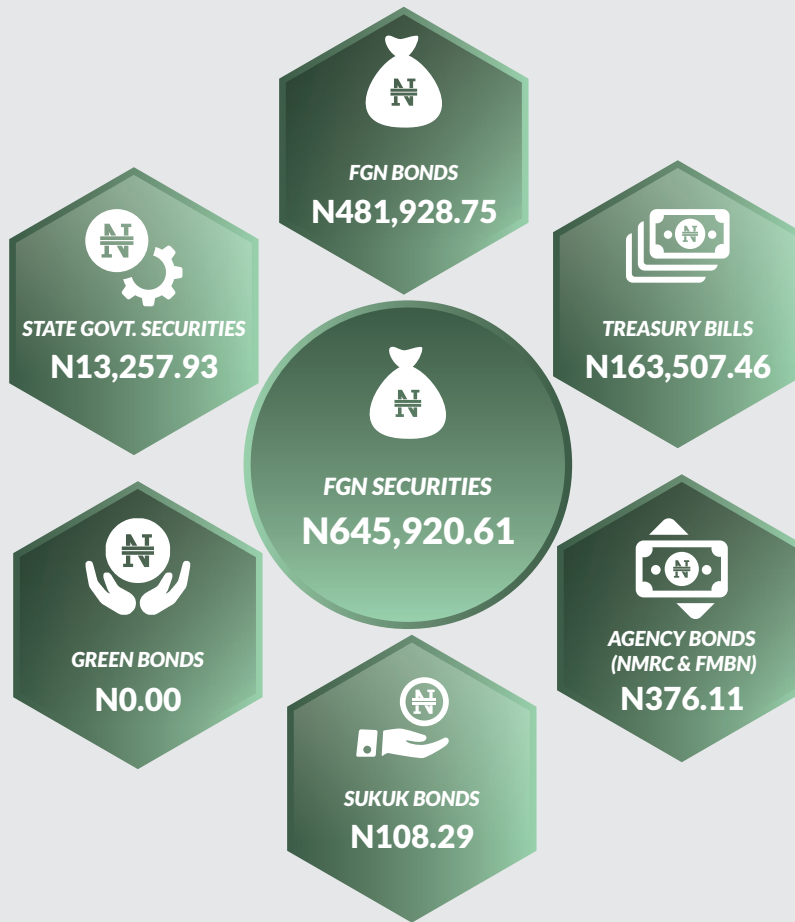 FGN BONDS
N481,928.75
STATE GOVT. SECURITIES
N13,257.93
TREASURY BILLS
N163,507.46
FGN SECURITIES
N645,920.61
GREEN BONDS
N0.00
AGENCY BONDS
(NMRC & FMBN)
N376.11
SUKUK BONDS
N108.29